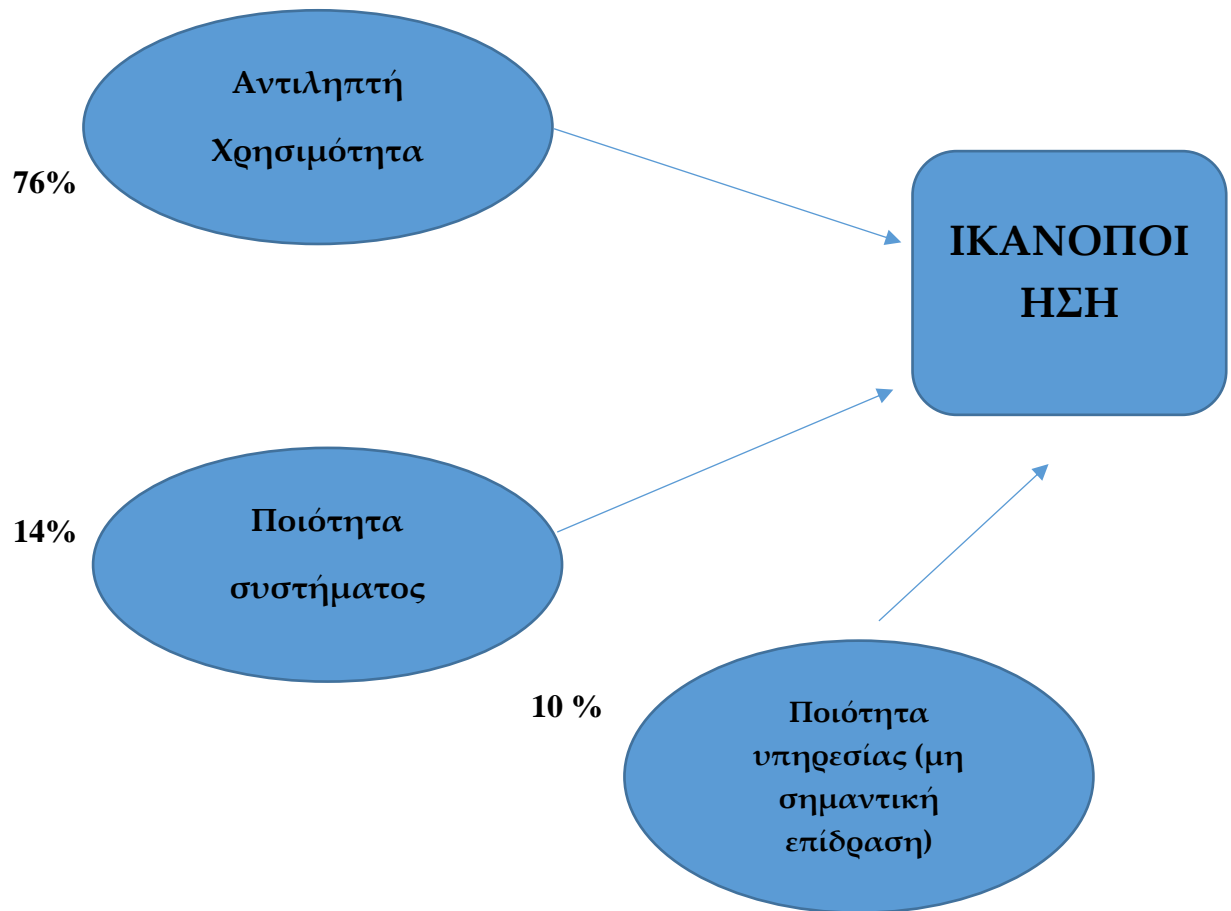 Αντιληπτή
Χρησιμότητα
76%
ΙΚΑΝΟΠΟΙ
ΗΣΗ
14%
Ποιότητα
συστήματος
10 %
Ποιότητα
υπηρεσίας (μη
σημαντική
επίδραση)